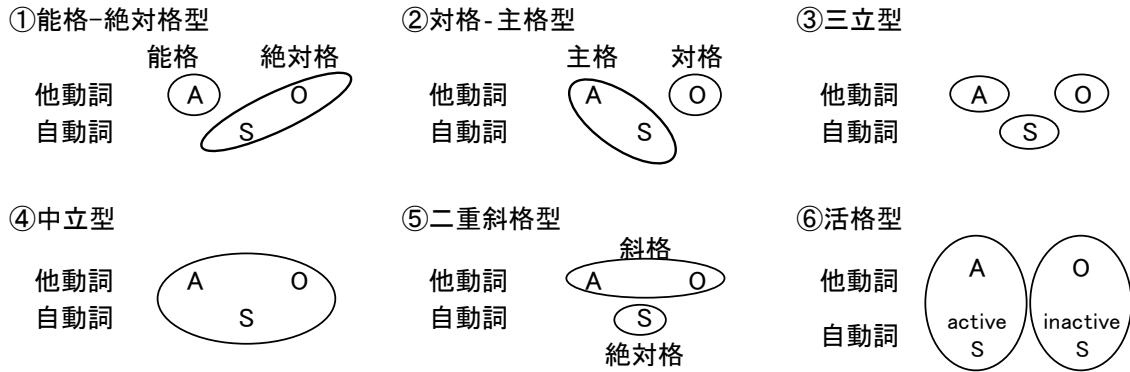 ①能格-絶対格型
能格 絶対格
他動詞 A O
自動詞 S
②対格-主格型
主格 対格
他動詞 A O
自動詞 S
③三立型
他動詞 A O
自動詞 S
④中立型
他動詞 A O
自動詞 S
⑤二重斜格型
斜格
他動詞 A O
自動詞 S
絶対格
⑥活格型
他動詞 A O
自動詞 active inactive
S S